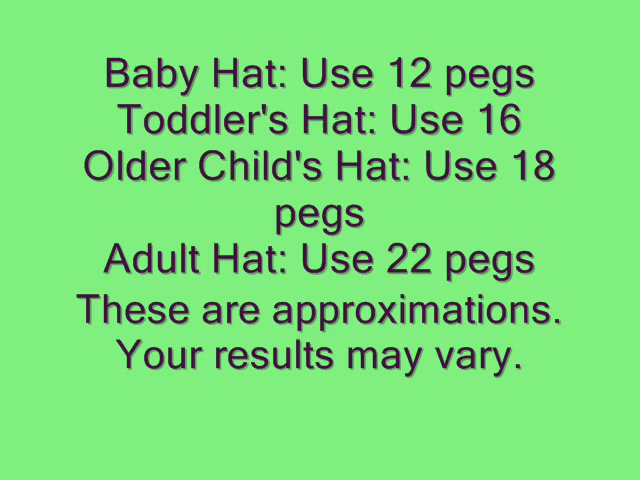 Baby Hat: Use 12 pegs
Toddler's Hat: Use 16
Older Child's Hat: Use 18
pegs
Adult Hat: Use 22 pegs
These are approximations.
Your results may vary.